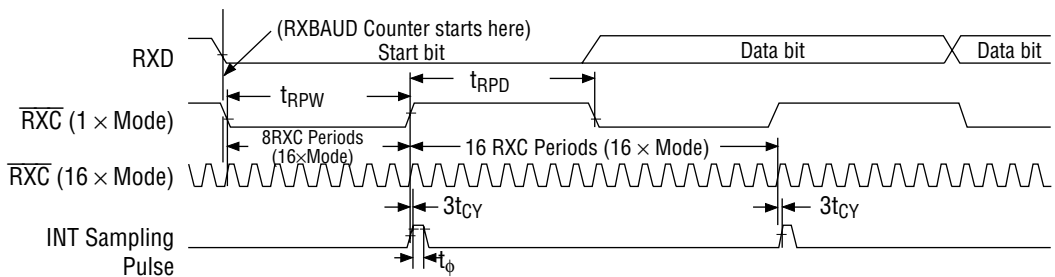 (RXBAUD Counter starts here)
RXD
Start bit
Data bit
Data bit
tRPW
tRPD
RXC (1 × Mode)
8RXC Periods
(16×Mode)
16 RXC Periods (16 × Mode)
RXC (16 × Mode)
3tCY
3tCY
INT Sampling
Pulse
tϕ